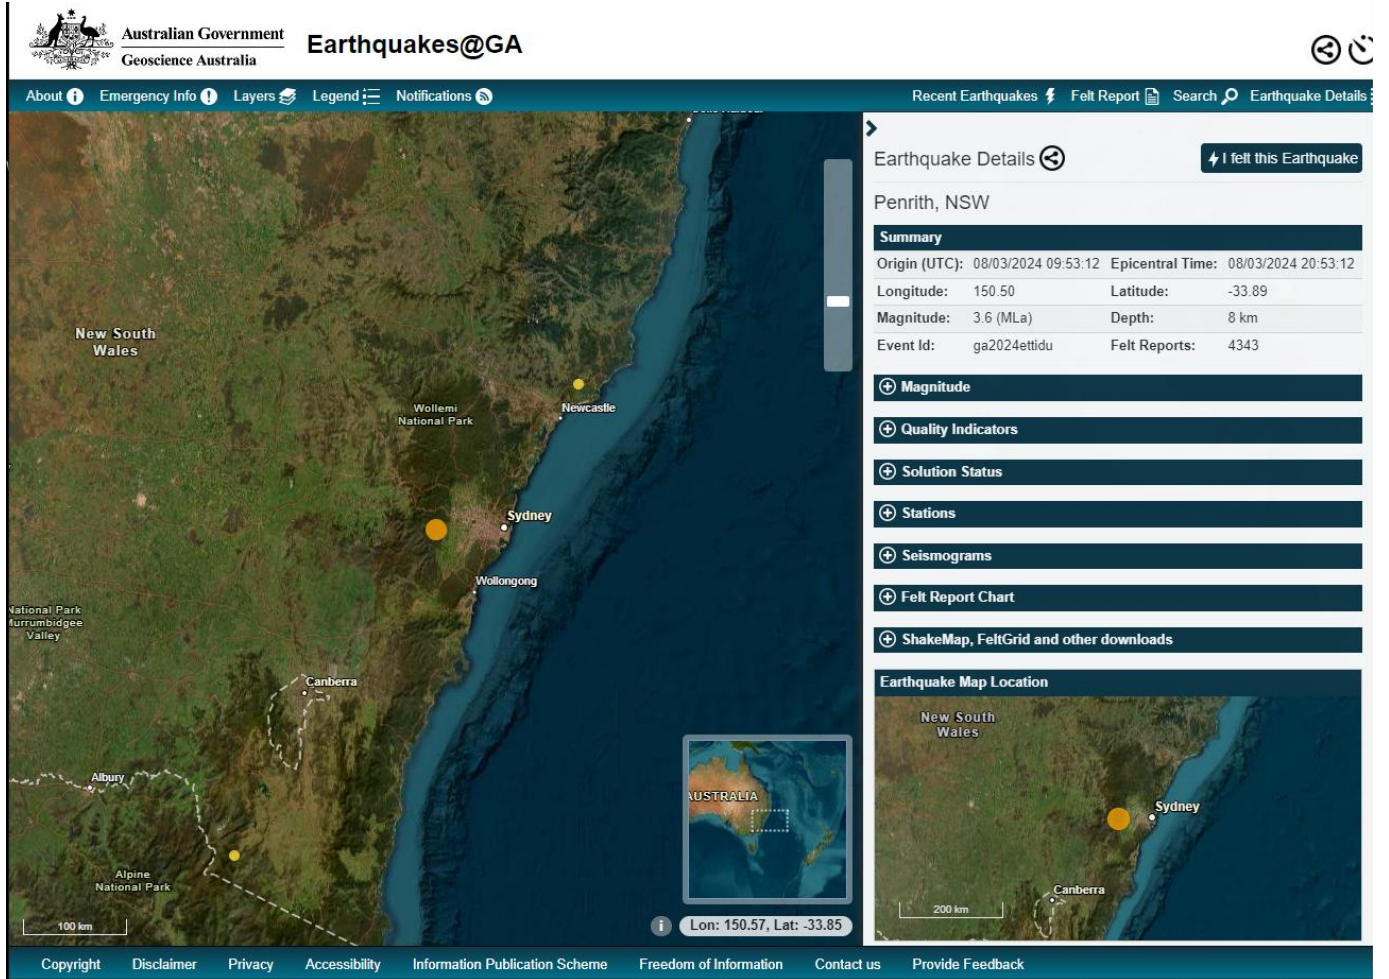 Australian Government
Geoscience Australia
Earthquakes@GA
About
Emergency Info
Layers
Legend
Notifications
Recent Earthquakes
Felt Report
Search
Earthquake Details
New South
Wales
Wollemi
National Park
Newcastle
Sydney
Wollongong
National Park
Murrumbidgee
Valley
Canberra
Albury
Alpine
National Park
100 km
AUSTRALIA
Lon: 150.57, Lat: -33.85
Earthquake Details
I felt this Earthquake
Penrith, NSW
Summary
Origin (UTC): 08/03/2024 09:53:12 Epicentral Time: 08/03/2024 20:53:12
Longitude: 150.50 Latitude: -33.89
Magnitude: 3.6 (MLa) Depth: 8 km
Event Id: ga2024ettidu Felt Reports: 4343
Magnitude
Quality Indicators
Solution Status
Stations
Seismograms
Felt Report Chart
ShakeMap, FeltGrid and other downloads
Earthquake Map Location
New South
Wales
Sydney
Canberra
200 km
Copyright Disclaimer Privacy Accessibility Information Publication Scheme Freedom of Information Contact us Provide Feedback